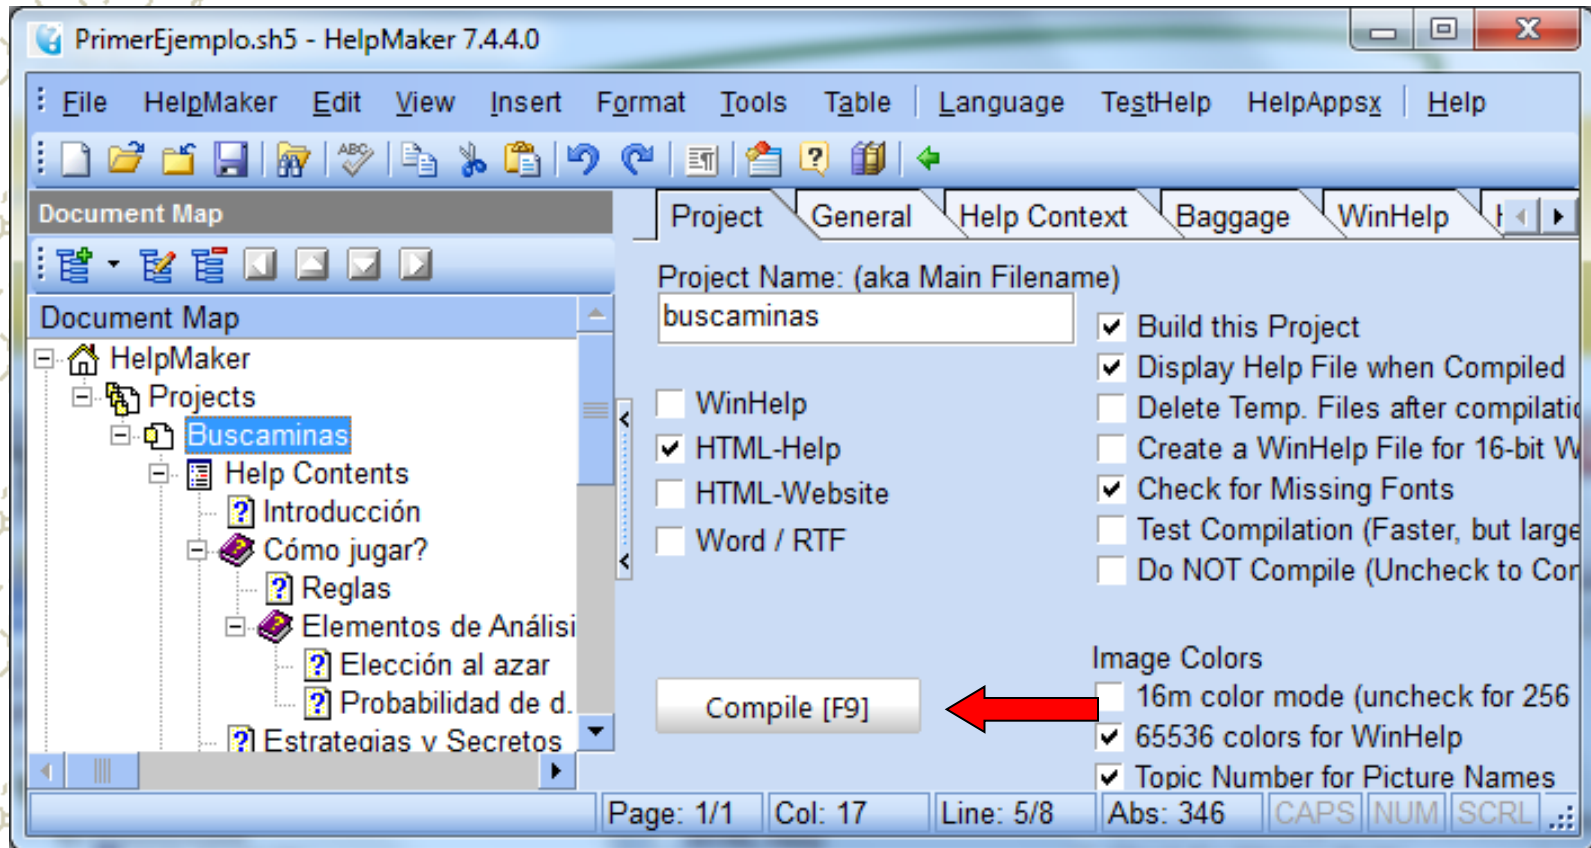 PrimerEjemplo.sh5 - HelpMaker 7.4.4.0
File HelpMaker Edit View Insert Format Tools Table Language TestHelp HelpAppsx Help
ABC
Document Map
Project General Help Context Baggage WinHelp
Document Map
HelpMaker
Projects
Buscaminas
Help Contents
Introducción
Cómo jugar?
Reglas
Elementos de Análisi
Elección al azar
Probabilidad de d.
Estrategias y Secretos
Project Name: (aka Main Filename)
buscaminas
WinHelp
HTML-Help
HTML-Website
Word / RTF
Compile [F9]
Build this Project
Display Help File when Compiled
Delete Temp. Files after compilatio
Create a WinHelp File for 16-bit W
Check for Missing Fonts
Test Compilation (Faster, but large
Do NOT Compile (Uncheck to Com
Image Colors
16m color mode (uncheck for 256
65536 colors for WinHelp
Topic Number for Picture Names
Page: 1/1 Col: 17 Line: 5/8 Abs: 346 CAPS NUM SCRL